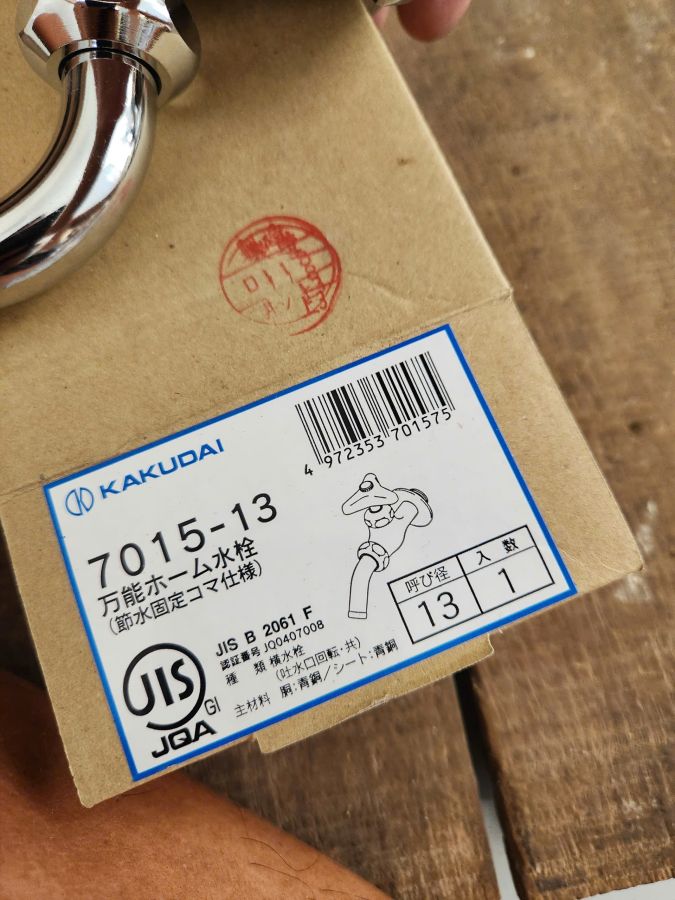 KAKUDAI
4 972353 701575
7015-13
万能ホーム水栓
(節水固定コマ仕様)
呼び径
入数
13
1
JIS B 2061 F
認証番号 JQ0407008
種類 横水栓
(吐水口回転・共)
主材料 胴:青銅/シート:青銅
JIS
GI
JQA